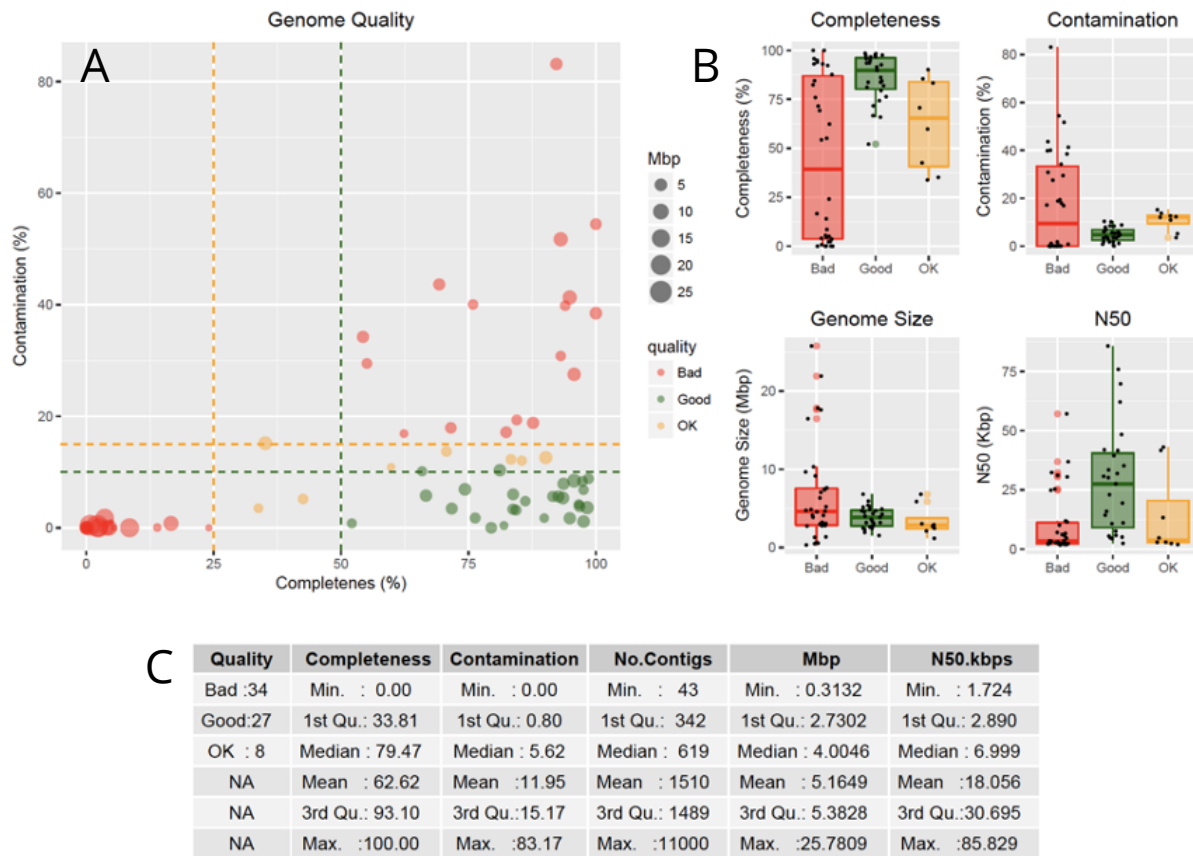 Genome Quality
A
Contamination (%)
80
60
40
20
0
0
25
50
75
100
Completenes (%)
Mbp
5
10
15
20
25
quality
Bad
Good
OK
B
Completeness
Completeness (%)
100
75
50
25
0
Bad Good OK
Contamination
Contamination (%)
80
60
40
20
0
Bad Good OK
Genome Size
Genome Size (Mbp)
20
10
0
Bad Good OK
N50
N50 (Kbp)
75
50
25
0
Bad Good OK
C
Quality Completeness Contamination No.Contigs Mbp N50.kbps
Bad :34 Min. : 0.00 Min. : 0.00 Min. : 43 Min. : 0.3132 Min. : 1.724
Good:27 1st Qu.: 33.81 1st Qu.: 0.80 1st Qu.: 342 1st Qu.: 2.7302 1st Qu.: 2.890
OK : 8 Median : 79.47 Median : 5.62 Median : 619 Median : 4.0046 Median : 6.999
NA Mean : 62.62 Mean :11.95 Mean : 1510 Mean : 5.1649 Mean :18.056
NA 3rd Qu.: 93.10 3rd Qu.:15.17 3rd Qu.: 1489 3rd Qu.: 5.3828 3rd Qu.:30.695
NA Max. :100.00 Max. :83.17 Max. :11000 Max. :25.7809 Max. :85.829